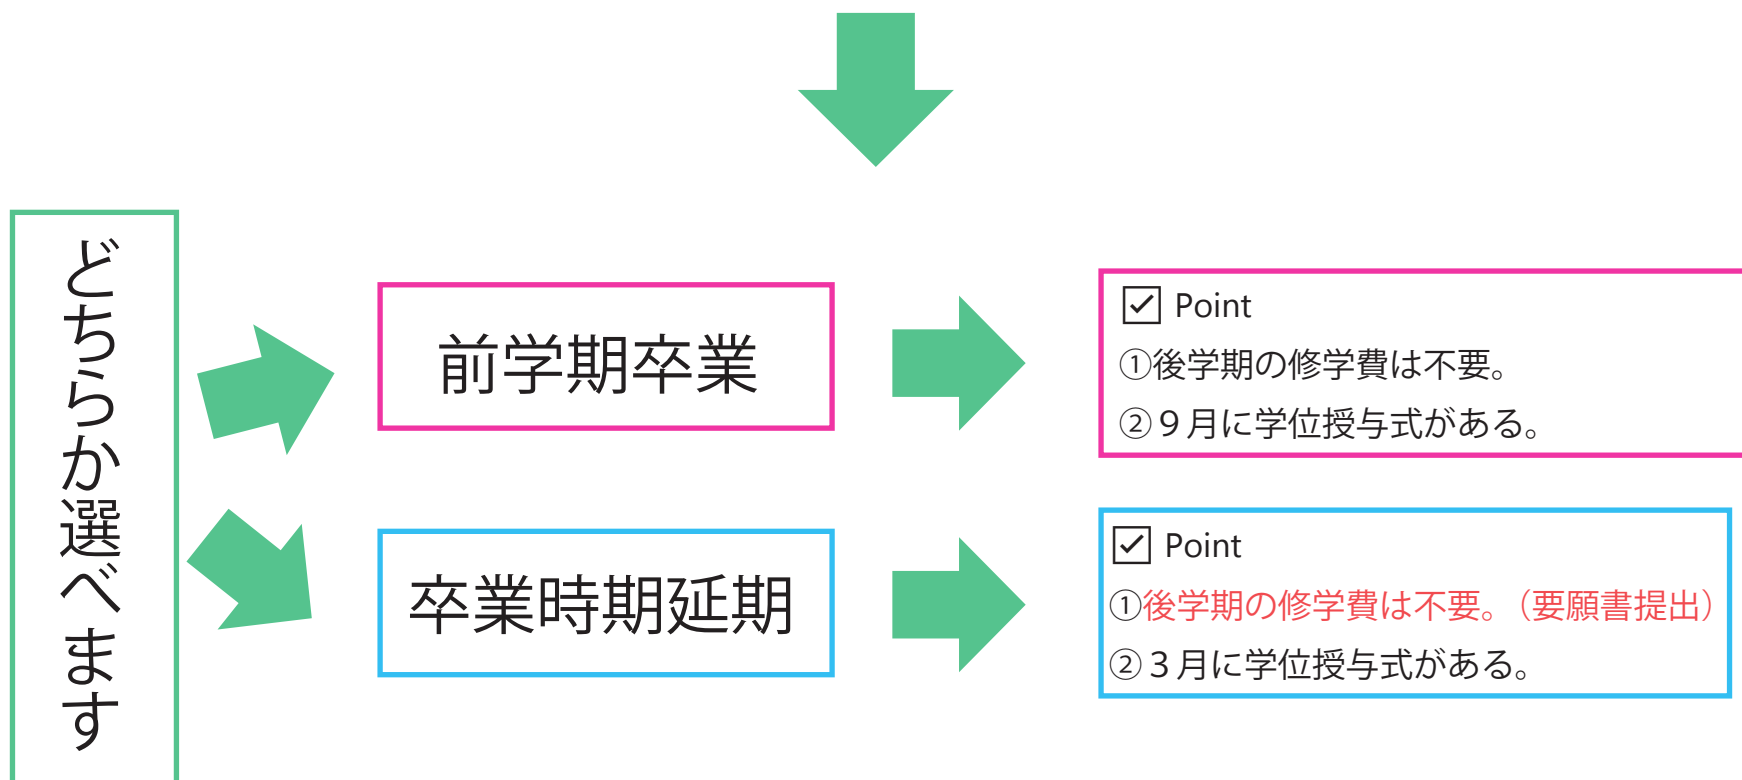 どちらか選べます
前学期卒業
Point
①後学期の修学費は不要。
②９月に学位授与式がある。
卒業時期延期
Point
①後学期の修学費は不要。（要願書提出）
②３月に学位授与式がある。